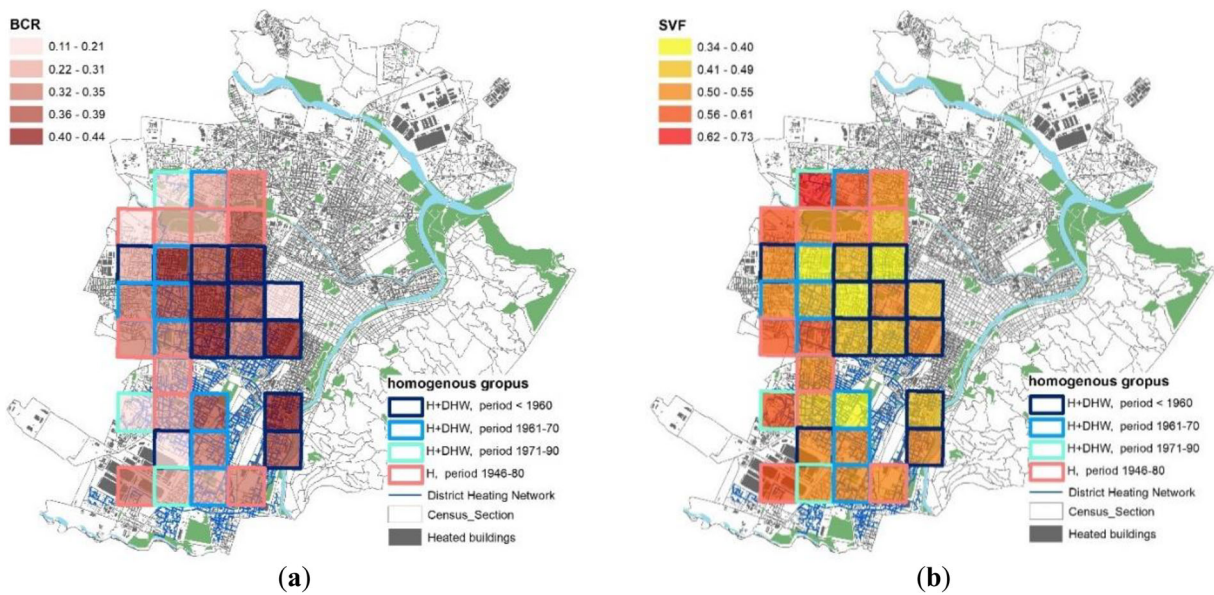 BCR
0.11 - 0.21
0.22 - 0.31
0.32 - 0.35
0.36 - 0.39
0.40 - 0.44
homogenous gropus
H+DHW, period < 1960
H+DHW, period 1961-70
H+DHW, period 1971-90
H, period 1946-80
District Heating Network
Census_Section
Heated buildings
(a)
SVF
0.34 - 0.40
0.41 - 0.49
0.50 - 0.55
0.56 - 0.61
0.62 - 0.73
homogenous gropus
H+DHW, period < 1960
H+DHW, period 1961-70
H+DHW, period 1971-90
H, period 1946-80
District Heating Network
Census_Section
Heated buildings
(b)